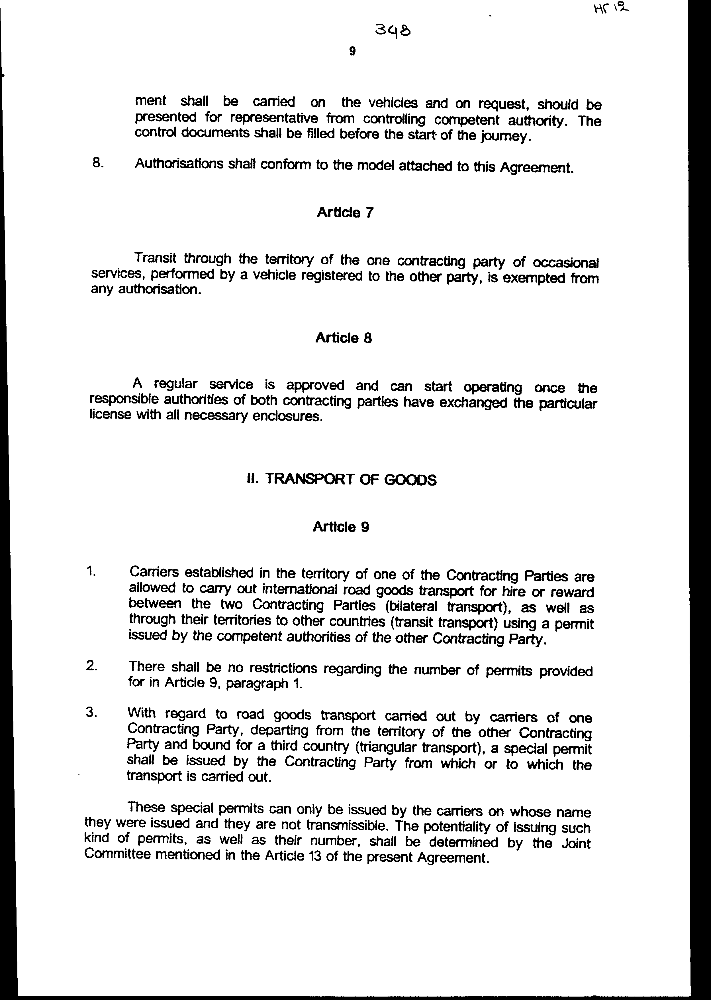 348
9
ment shall be carried on the vehicles and on request, should be
presented for representative from controlling competent authority. The
control documents shall be filled before the start of the journey.
8. Authorisations shall conform to the model attached to this Agreement.
Article 7
Transit through the territory of the one contracting party of occasional
services, performed by a vehicle registered to the other party, is exempted from
any authorisation.
Article 8
A regular service is approved and can start operating once the
responsible authorities of both contracting parties have exchanged the particular
license with all necessary enclosures.
II. TRANSPORT OF GOODS
Article 9
1. Carriers established in the territory of one of the Contracting Parties are
allowed to carry out international road goods transport for hire or reward
between the two Contracting Parties (bilateral transport), as well as
through their territories to other countries (transit transport) using a permit
issued by the competent authorities of the other Contracting Party.
2. There shall be no restrictions regarding the number of permits provided
for in Article 9, paragraph 1.
3. With regard to road goods transport carried out by carriers of one
Contracting Party, departing from the territory of the other Contracting
Party and bound for a third country (triangular transport), a special permit
shall be issued by the Contracting Party from which or to which the
transport is carried out.
These special permits can only be issued by the carriers on whose name
they were issued and they are not transmissible. The potentiality of issuing such
kind of permits, as well as their number, shall be determined by the Joint
Committee mentioned in the Article 13 of the present Agreement.